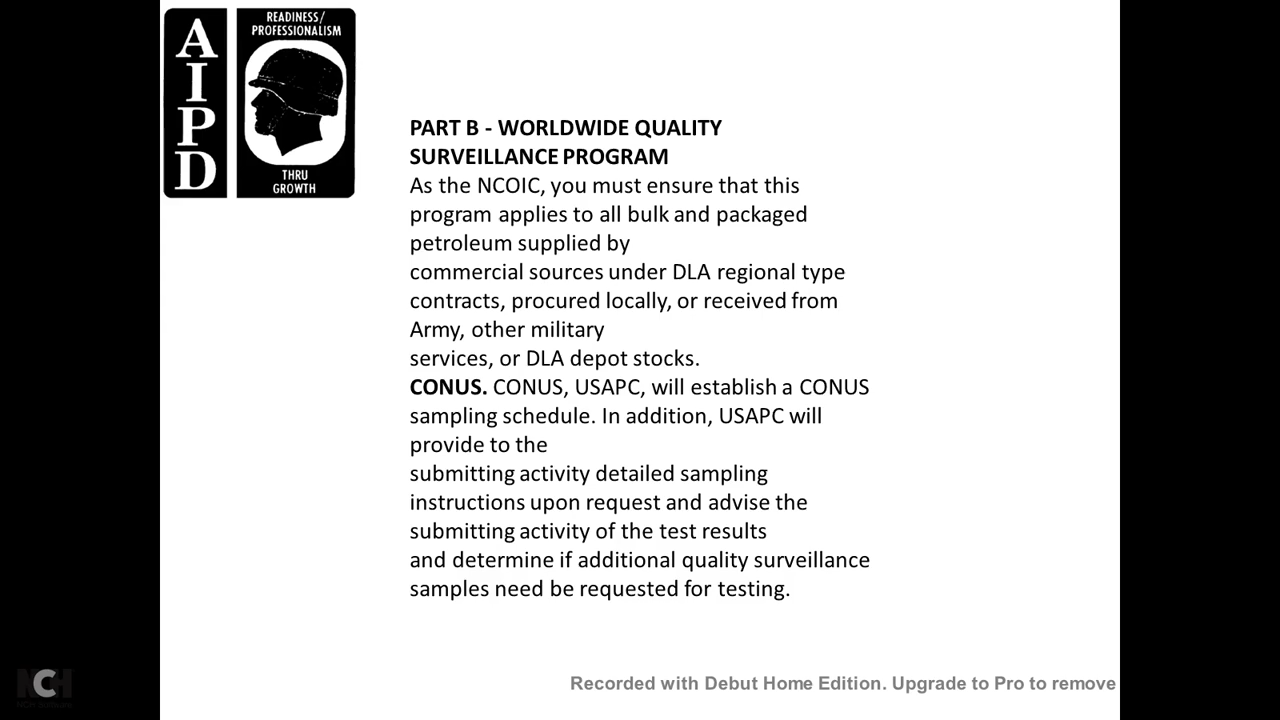 A
I
P
D
READINESS/
PROFESSIONALISM
THRU
GROWTH
PART B - WORLDWIDE QUALITY
SURVEILLANCE PROGRAM
As the NCOIC, you must ensure that this
program applies to all bulk and packaged
petroleum supplied by
commercial sources under DLA regional type
contracts, procured locally, or received from
Army, other military
services, or DLA depot stocks.
CONUS. CONUS, USAPC, will establish a CONUS
sampling schedule. In addition, USAPC will
provide to the
submitting activity detailed sampling
instructions upon request and advise the
submitting activity of the test results
and determine if additional quality surveillance
samples need be requested for testing.
NCH
Recorded with Debut Home Edition. Upgrade to Pro to remove